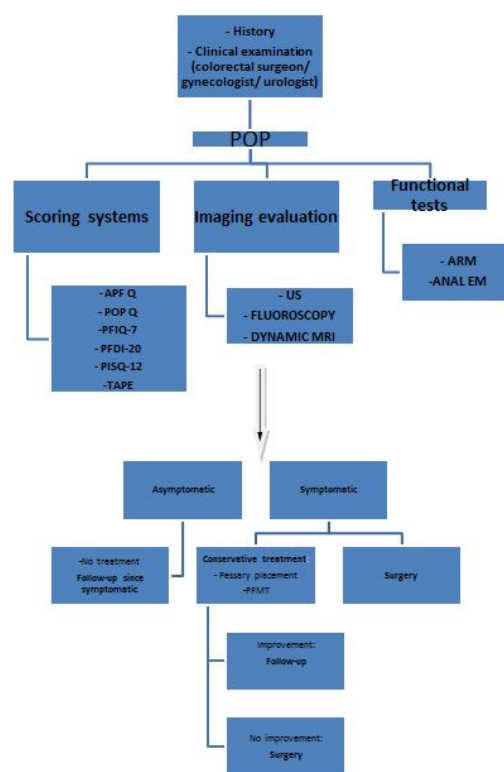 - History
- Clinical examination
(colorectal surgeon/
gynecologist/ urologist)
POP
Scoring systems
Imaging evaluation
Functional
tests
- APF Q
- POP Q
-PFIQ-7
-PFDI-20
-PISQ-12
-TAPE
- US
- FLUOROSCOPY
- DYNAMIC MRI
- ARM
-ANAL EM
Asymptomatic
Symptomatic
-No treatment
Follow-up since
symptomatic
Conservative treatment:
- Pessary placement
-PFMT
Surgery
Improvement:
Follow-up
No improvement:
Surgery